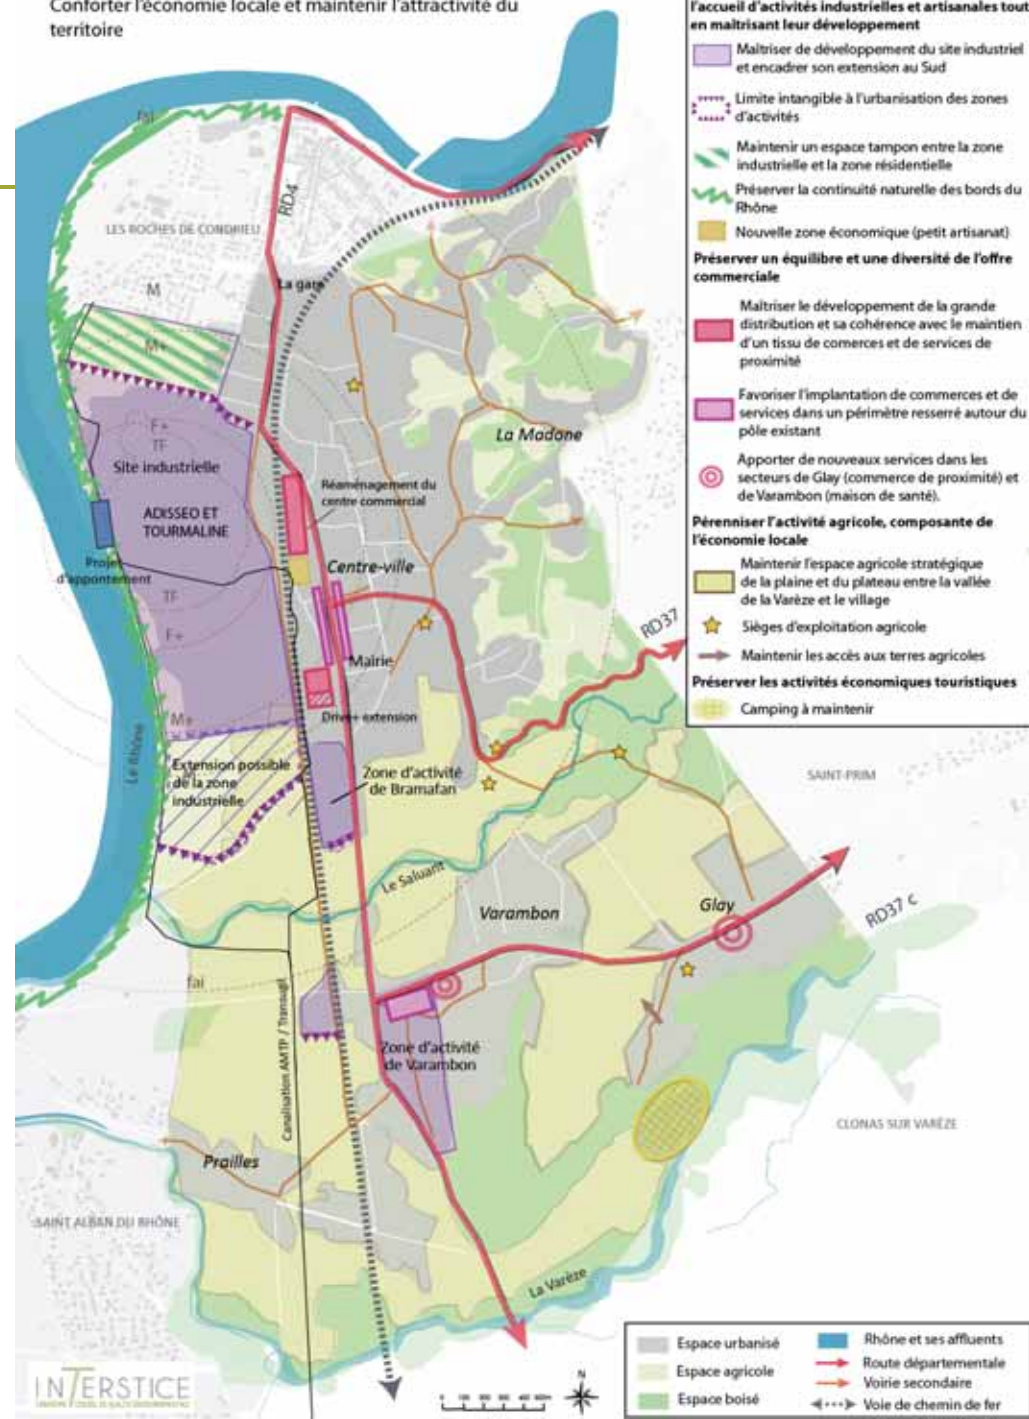 Conforter l'économie locale et maintenir l'attractivité du
territoire
l'accueil d'activités industrielles et artisanales tout
en maîtrisant leur développement
Maîtriser de développement du site industriel
et encadrer son extension au Sud
Limite intangible à l'urbanisation des zones
d'activités
Maintenir un espace tampon entre la zone
industrielle et la zone résidentielle
Préserver la continuité naturelle des bords du
Rhône
Nouvelle zone économique (petit artisanat)
Préserver un équilibre et une diversité de l'offre
commerciale
Maîtriser le développement de la grande
distribution et sa cohérence avec le maintien
d'un tissu de comerces et de services de
proximité
Favoriser l'implantation de commerces et de
services dans un périmètre resserré autour du
pôle existant
Apporter de nouveaux services dans les
secteurs de Glay (commerce de proximité) et
de Varambon (maison de santé).
Pérenniser l'activité agricole, composante de
l'économie locale
Maintenir l'espace agricole stratégique
de la plaine et du plateau entre la vallée
de la Varèze et le village
Sièges d'exploitation agricole
Maintenir les accès aux terres agricoles
Préserver les activités économiques touristiques
Camping à maintenir
fai
RD4
LES ROCHES DE CONDRIEU
La gare
M
M+
F+
TF
Site industrielle
La Madone
Réaménagement du
centre commercial
ADISSEO ET
TOURMALINE
Projet
d'appontement
Centre-ville
TF
F+
RD37
Mairie
M+
Drive+ extension
Le Rhône
Extension possible
de la zone
industrielle
M
Zone d'activité
de Bramafan
SAINT-PRIM
Le Saluant
Varambon
Glay
RD37 c
fai
Canalisation AMTP / Transugil
Zone d'activité
de Varambon
CLONAS SUR VARÈZE
Prailles
SAINT ALBAN DU RHÔNE
La Varèze
Espace urbanisé
Espace agricole
Espace boisé
Rhône et ses affluents
Route départementale
Voirie secondaire
Voie de chemin de fer
INTERSTICE
0 100 200 300 400 500m
N